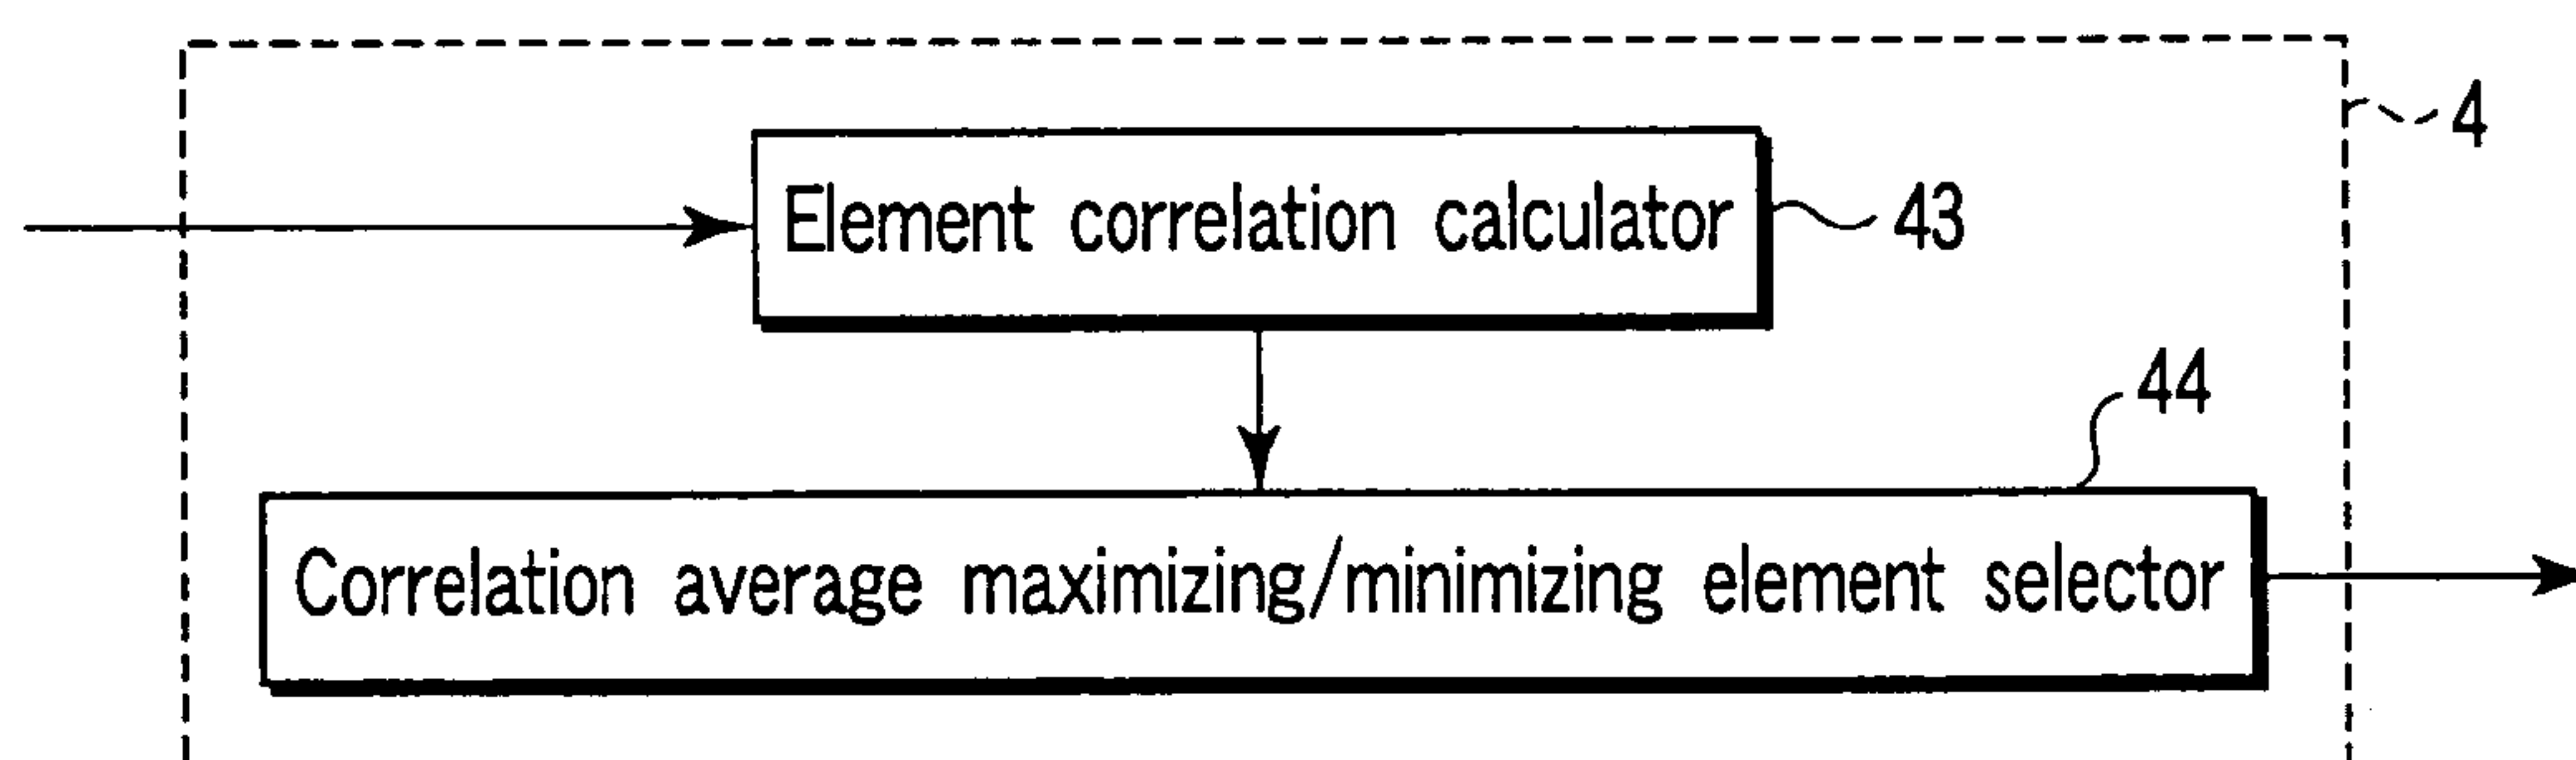 4
Element correlation calculator
43
44
Correlation average maximizing/minimizing element selector